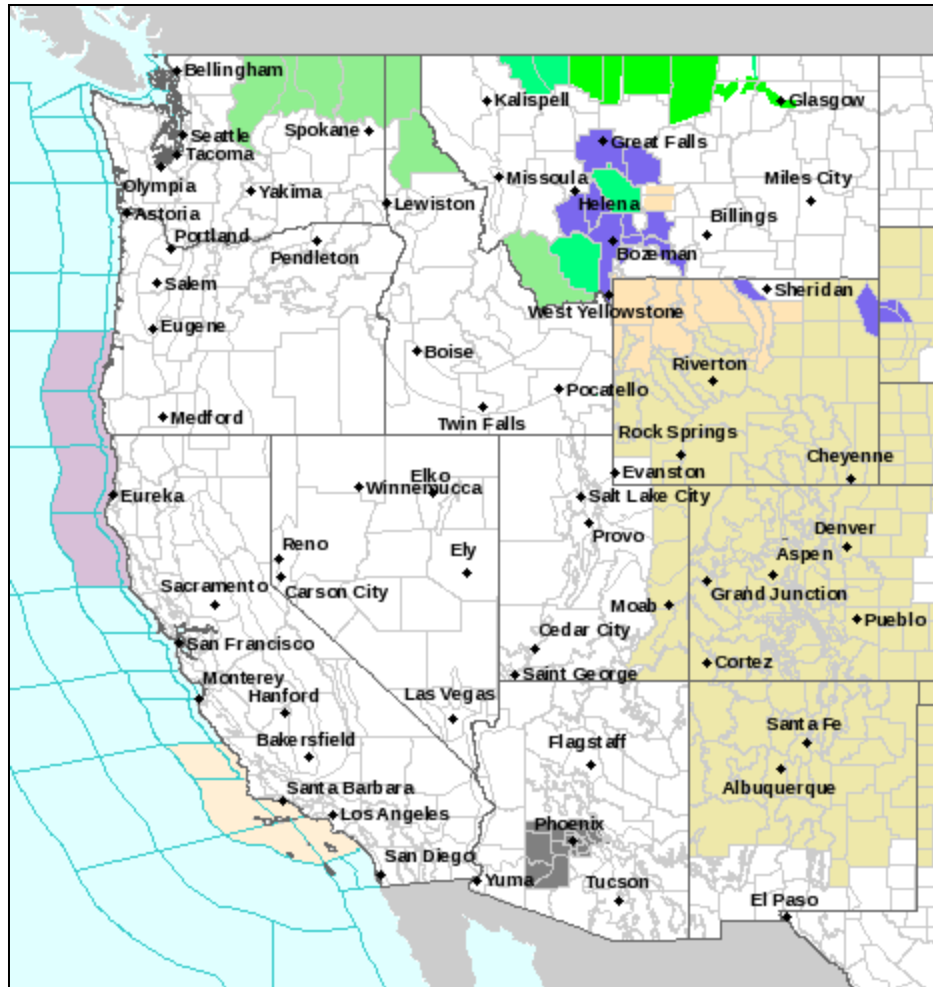 Bellingham
Kalispell
Glasgow
Seattle
Spokane
Great Falls
Tacoma
Olympia
Missoula
Miles City
Yakima
Helena
Lewiston
Astoria
Billings
Portland
Pendleton
Bozeman
Salem
Sheridan
West Yellowstone
Eugene
Boise
Riverton
Pocatello
Medford
Twin Falls
Rock Springs
Cheyenne
Evanston
Elko
Winnemucca
Eureka
Salt Lake City
Denver
Provo
Reno
Ely
Aspen
Sacramento
Carson City
Grand Junction
Moab
Pueblo
Cedar City
San Francisco
Cortez
Saint George
Monterey
Hanford
Las Vegas
Santa Fe
Bakersfield
Flagstaff
Santa Barbara
Albuquerque
Los Angeles
Phoenix
San Diego
Yuma
Tucson
El Paso